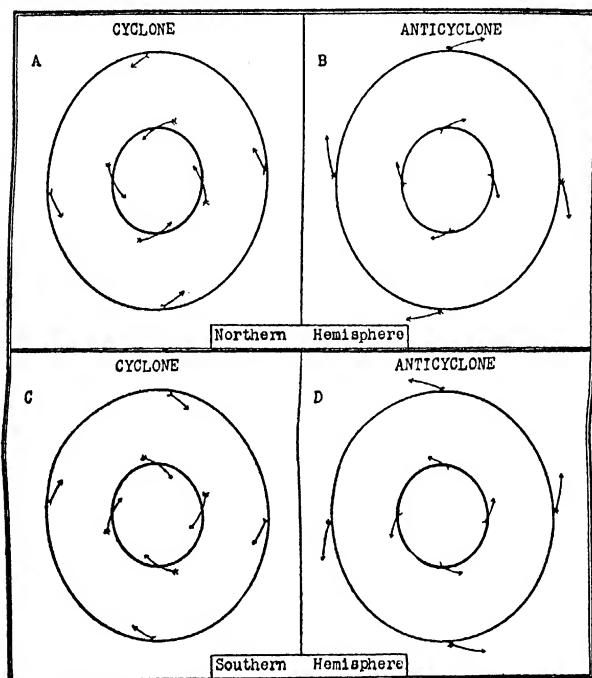 CYCLONE
ANTICYCLONE
A
B
Northern Hemisphere
CYCLONE
ANTICYCLONE
C
D
Southern Hemisphere